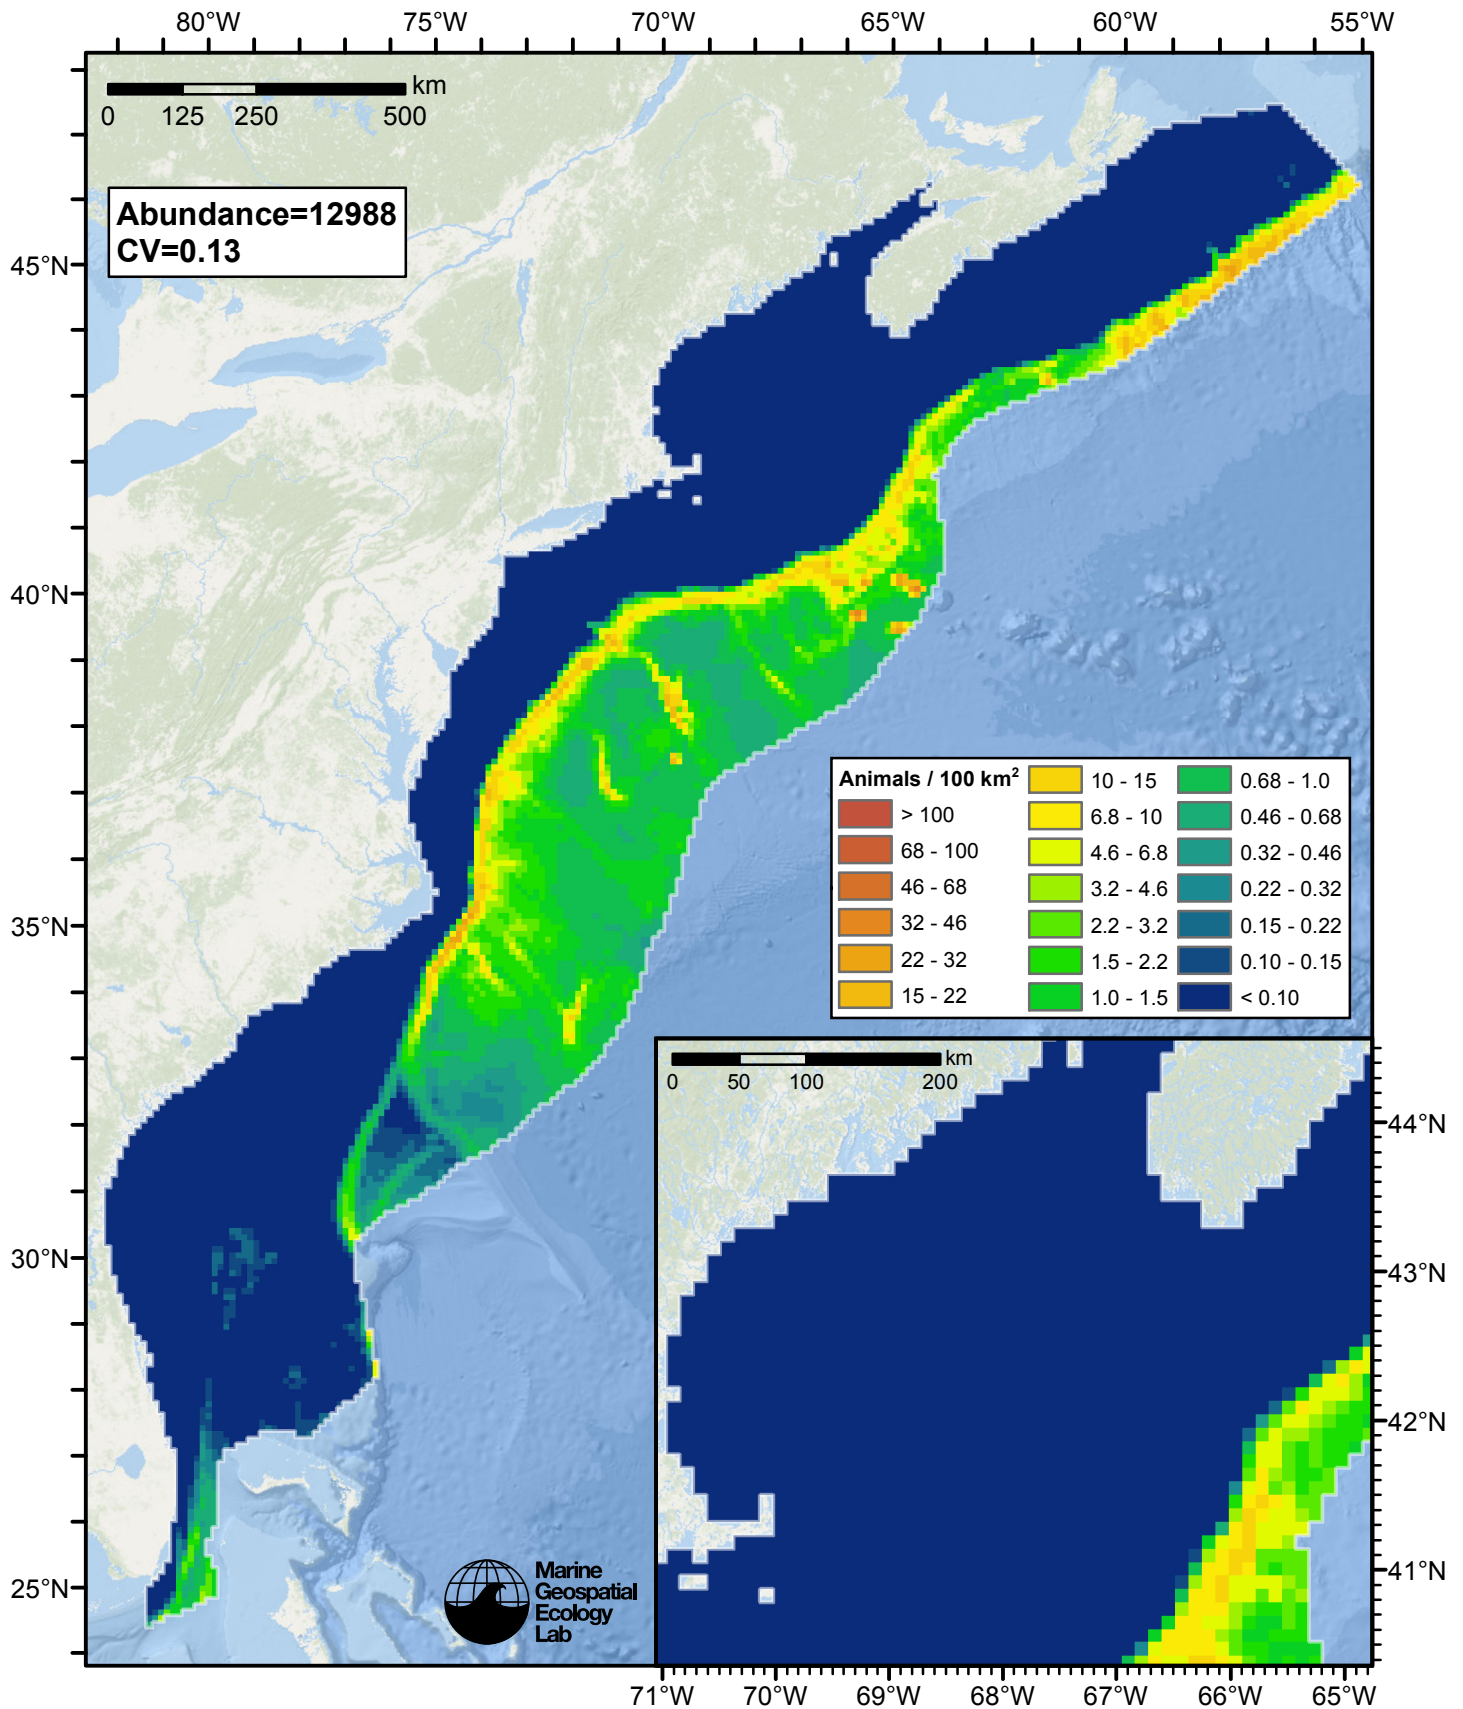 80°W 75°W 70°W 65°W 60°W 55°W
km
0 125 250 500
Abundance=12988
CV=0.13
45°N
40°N
35°N
30°N
25°N
Animals / 100 km²
> 100
68 - 100
46 - 68
32 - 46
22 - 32
15 - 22
10 - 15
6.8 - 10
4.6 - 6.8
3.2 - 4.6
2.2 - 3.2
1.5 - 2.2
1.0 - 1.5
0.68 - 1.0
0.46 - 0.68
0.32 - 0.46
0.22 - 0.32
0.15 - 0.22
0.10 - 0.15
< 0.10
km
0 50 100 200
44°N
43°N
42°N
41°N
Marine
Geospatial
Ecology
Lab
71°W 70°W 69°W 68°W 67°W 66°W 65°W